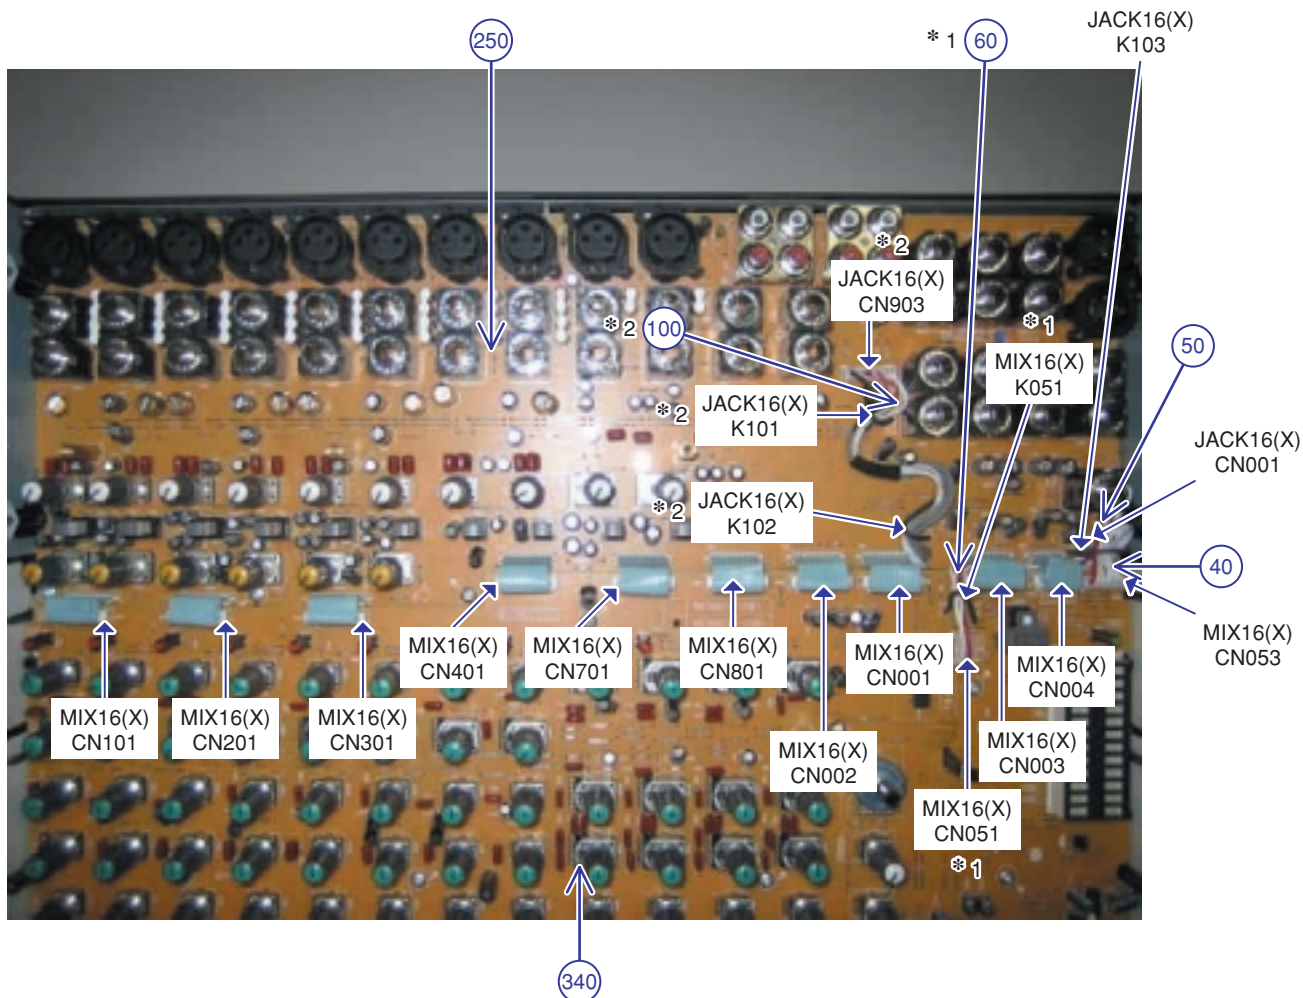 JACK16(X)
K103
250
* 1 60
* 2
JACK16(X)
CN903
* 2 100
* 1
MIX16(X)
K051
50
* 2 JACK16(X)
K101
JACK16(X)
CN001
* 2 JACK16(X)
K102
40
MIX16(X)
CN053
MIX16(X)
CN401
MIX16(X)
CN701
MIX16(X)
CN801
MIX16(X)
CN001
MIX16(X)
CN004
MIX16(X)
CN101
MIX16(X)
CN201
MIX16(X)
CN301
MIX16(X)
CN002
MIX16(X)
CN003
MIX16(X)
CN051
* 1
340